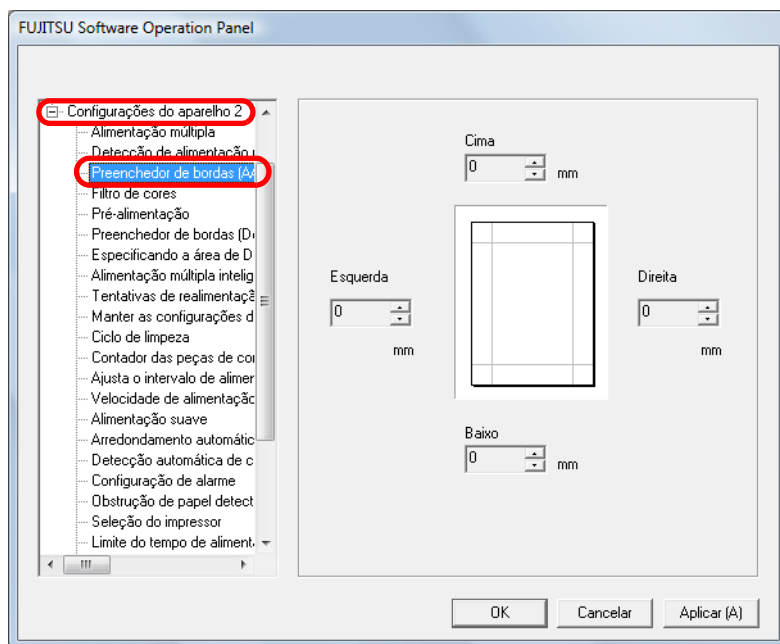 FUJITSU Software Operation Panel
Configurações do aparelho 2
Alimentação múltipla
Detecção de alimentação
Preenchedor de bordas (A
Filtro de cores
Pré-alimentação
Preenchedor de bordas (D
Especificando a área de D
Alimentação múltipla intelig
Tentativas de realimentaçã
Manter as configurações d
Ciclo de limpeza
Contador das peças de co
Ajusta o intervalo de alimer
Velocidade de alimentaçãc
Alimentação suave
Arredondamento automátic
Detecção automática de c
Configuração de alarme
Obstrução de papel detect
Seleção do impressor
Limite do tempo de aliment
Cima
0 mm
Esquerda
0
mm
Direita
0
mm
Baixo
0 mm
OK Cancelar Aplicar (A)